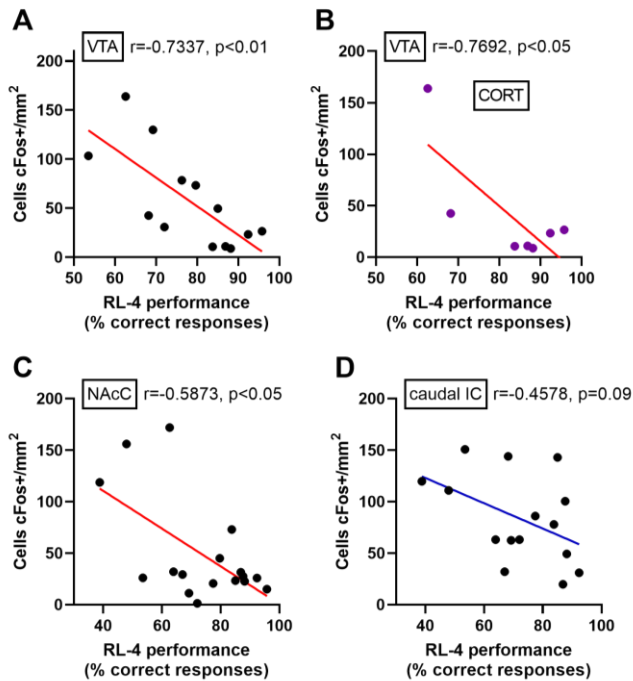 A
VTA r=-0.7337, p<0.01
Cells cFos+/mm2
200
150
100
50
0
50 60 70 80 90 100
RL-4 performance
(% correct responses)
B
VTA r=-0.7692, p<0.05
CORT
Cells cFos+/mm2
200
150
100
50
0
50 60 70 80 90 100
RL-4 performance
(% correct responses)
C
NAcC r=-0.5873, p<0.05
Cells cFos+/mm2
200
150
100
50
0
40 60 80 100
RL-4 performance
(% correct responses)
D
caudal IC r=-0.4578, p=0.09
Cells cFos+/mm2
200
150
100
50
0
40 60 80 100
RL-4 performance
(% correct responses)